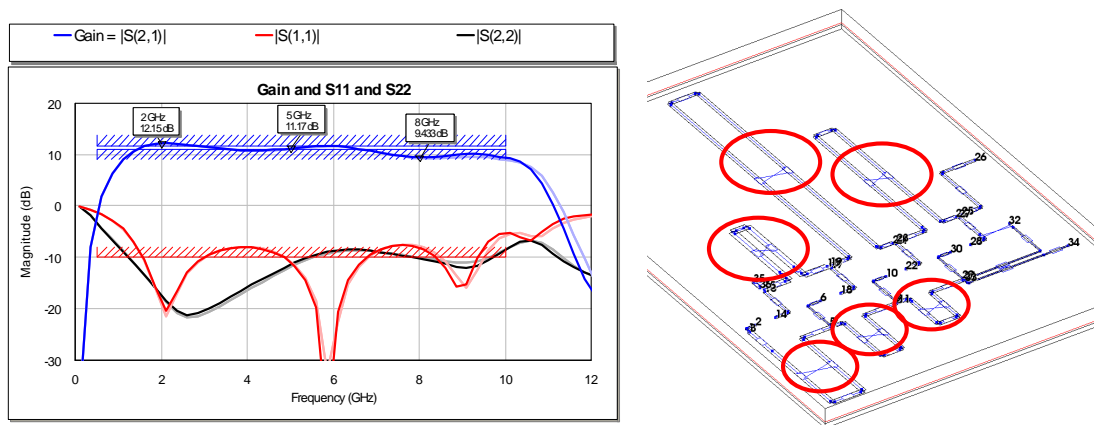 Gain = |S(2,1)| |S(1,1)| |S(2,2)|
Gain and S11 and S22
20
10
0
-10
-20
-30
Magnitude (dB)
2 GHz
12.15 dB
5 GHz
11.17 dB
8 GHz
9.433 dB
0 2 4 6 8 10 12
Frequency (GHz)
26
32
34
28
30
22
10
19
18
6
14
2
11